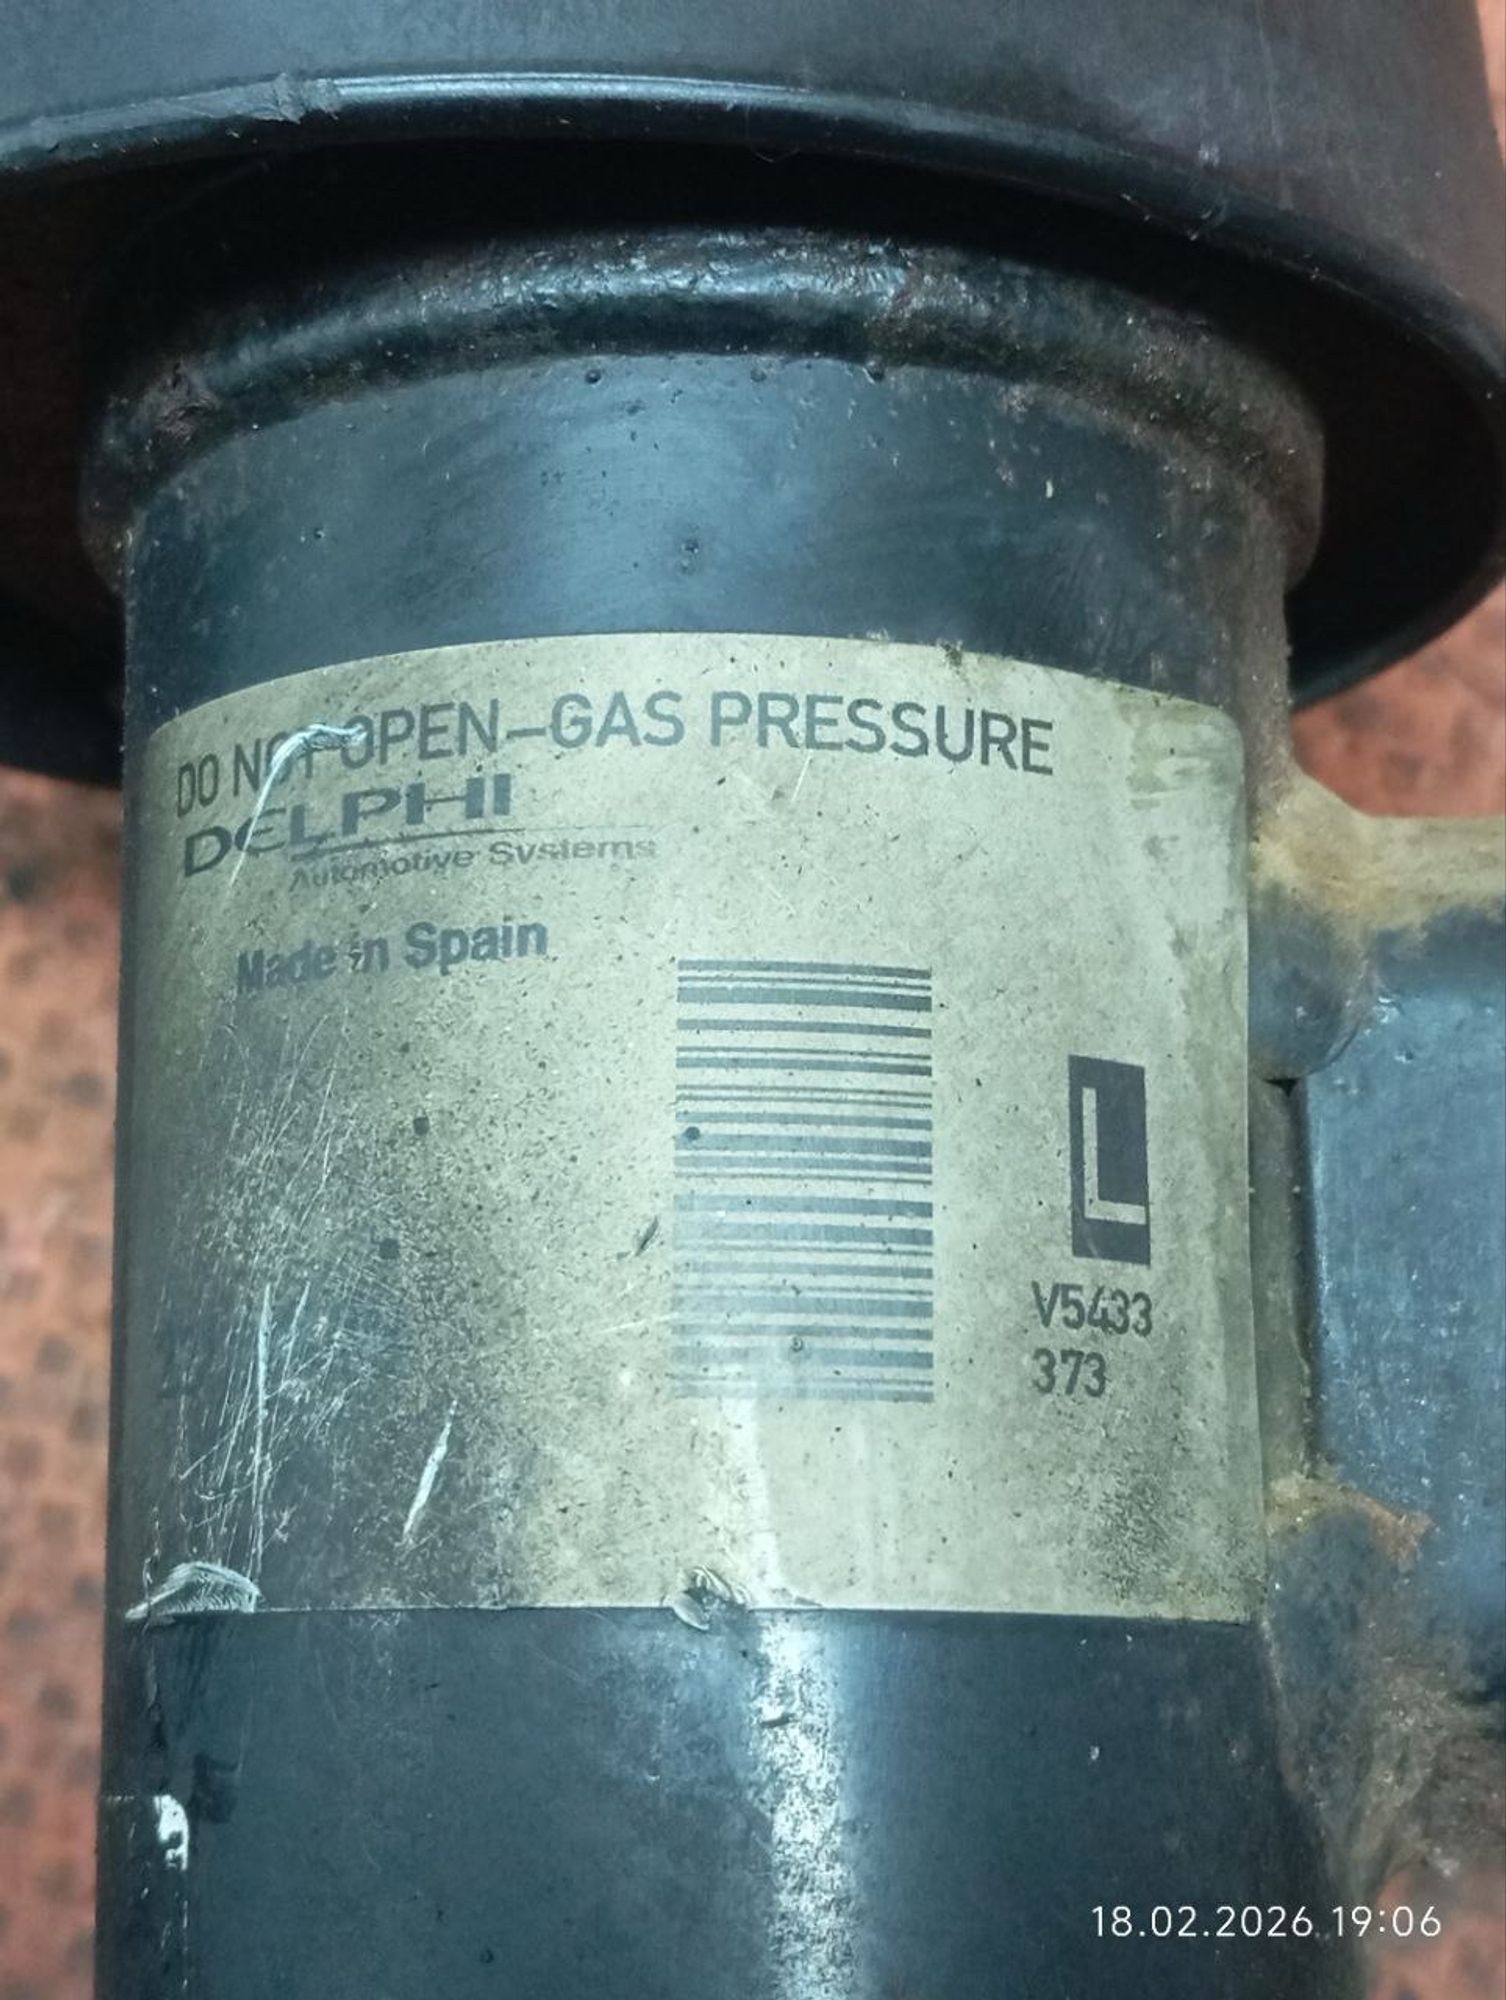 DO NOT OPEN-GAS PRESSURE
DELPHI
Automotive Systems
Made in Spain
L
V5433
373
18.02.2026 19:06